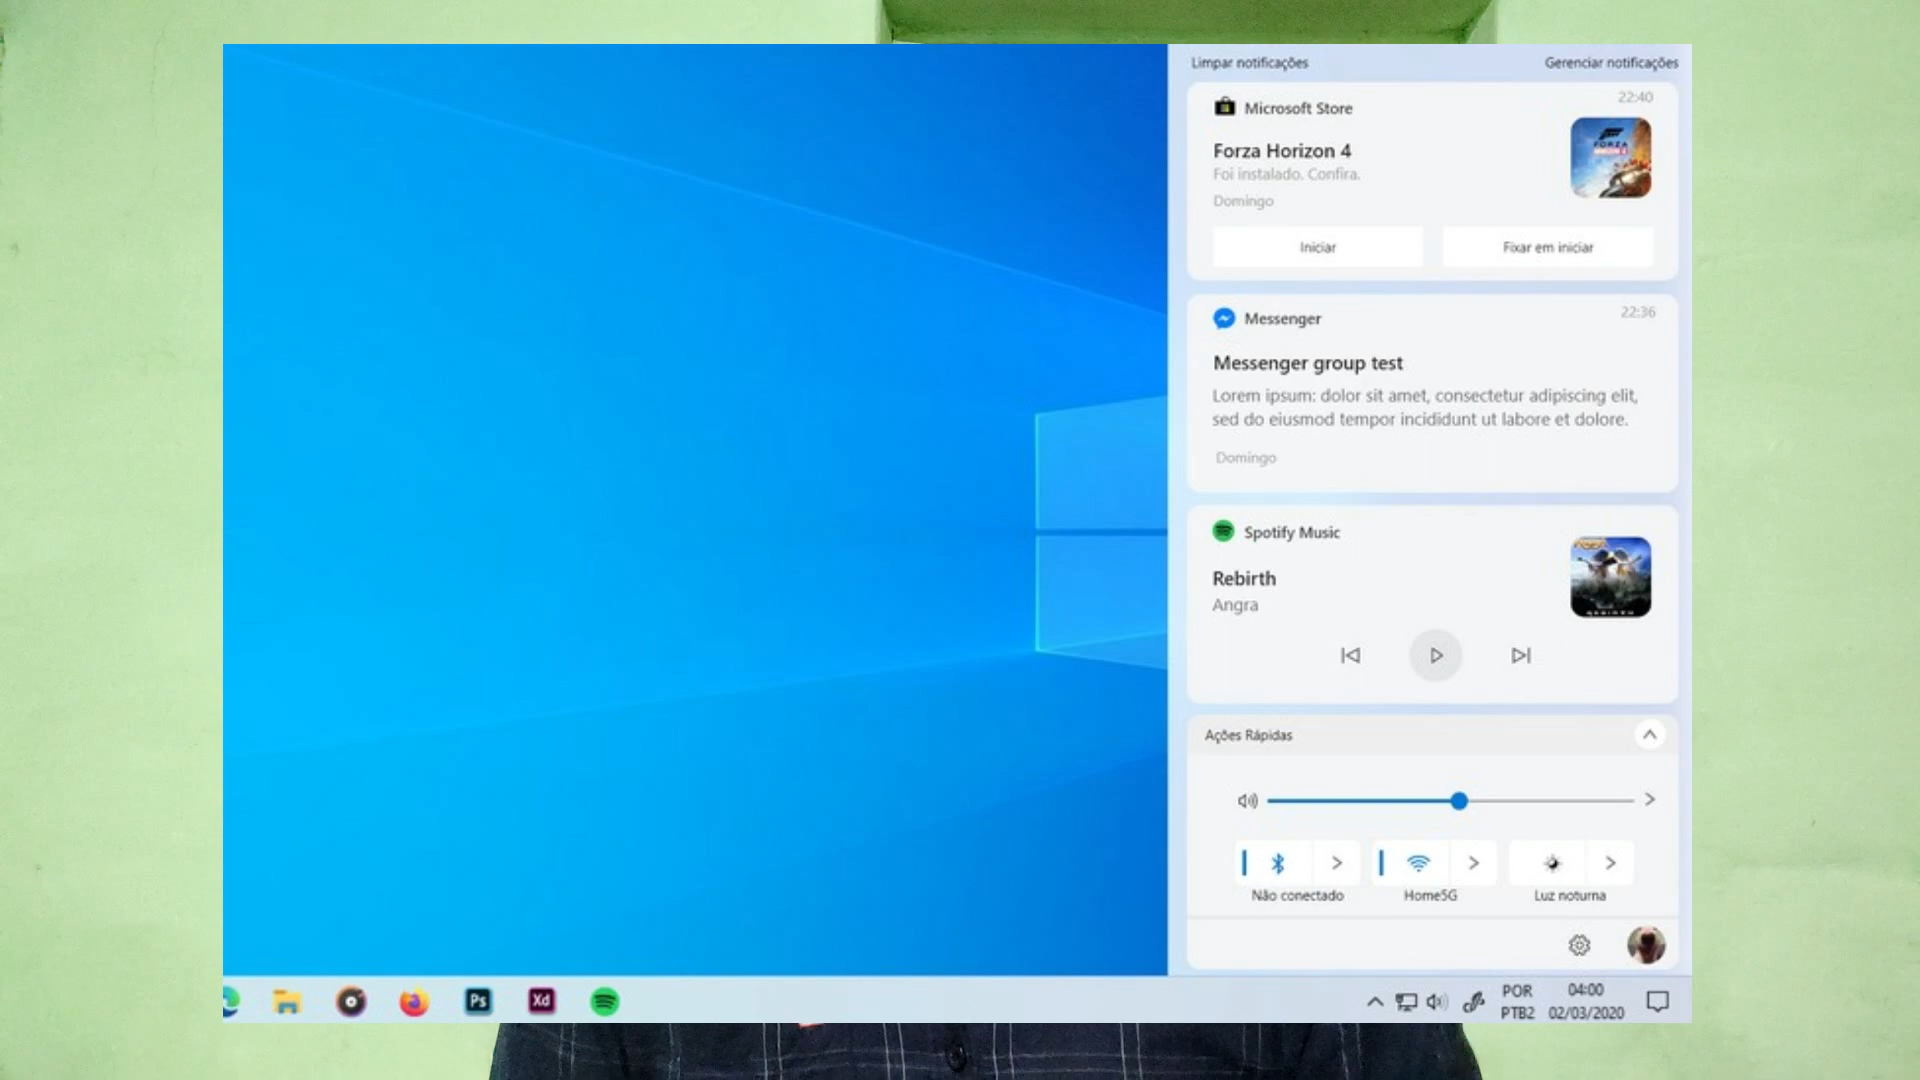 Limpar notificações
Gerenciar notificações
Microsoft Store
22:40
Forza Horizon 4
Foi instalado. Confira.
Domingo
FORZA
Iniciar
Fixar em iniciar
Messenger
22:36
Messenger group test
Lorem ipsum: dolor sit amet, consectetur adipiscing elit,
sed do eiusmod tempor incididunt ut labore et dolore.
Domingo
Spotify Music
Rebirth
Angra
Ações Rápidas
Não conectado
Home5G
Luz noturna
Ps
Xd
POR
PTB2
04:00
02/03/2020